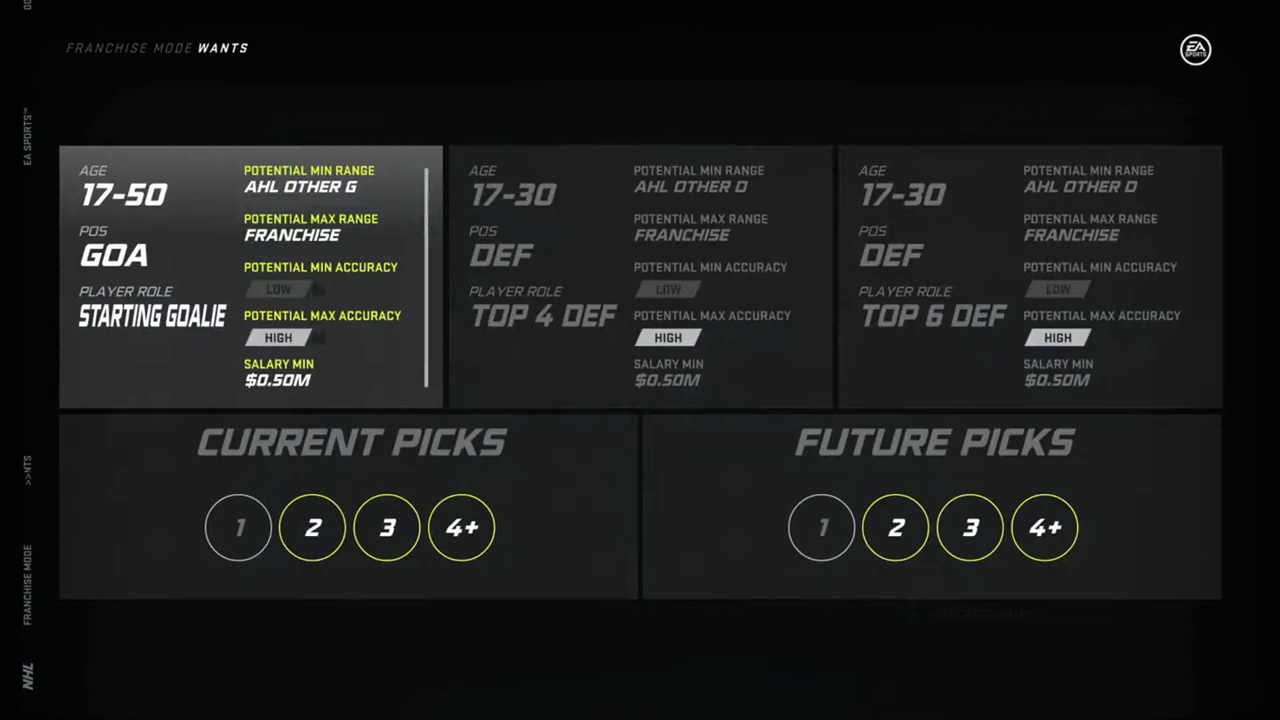 FRANCHISE MODE WANTS
EA SPORTS
EA SPORTS™
>>NTS
FRANCHISE MODE
NHL
AGE
17-50
POS
GOA
PLAYER ROLE
STARTING GOALIE
POTENTIAL MIN RANGE
AHL OTHER G
POTENTIAL MAX RANGE
FRANCHISE
POTENTIAL MIN ACCURACY
LOW
POTENTIAL MAX ACCURACY
HIGH
SALARY MIN
$0.50M
AGE
17-30
POS
DEF
PLAYER ROLE
TOP 4 DEF
POTENTIAL MIN RANGE
AHL OTHER D
POTENTIAL MAX RANGE
FRANCHISE
POTENTIAL MIN ACCURACY
LOW
POTENTIAL MAX ACCURACY
HIGH
SALARY MIN
$0.50M
AGE
17-30
POS
DEF
PLAYER ROLE
TOP 6 DEF
POTENTIAL MIN RANGE
AHL OTHER D
POTENTIAL MAX RANGE
FRANCHISE
POTENTIAL MIN ACCURACY
LOW
POTENTIAL MAX ACCURACY
HIGH
SALARY MIN
$0.50M
CURRENT PICKS
1 2 3 4+
FUTURE PICKS
1 2 3 4+